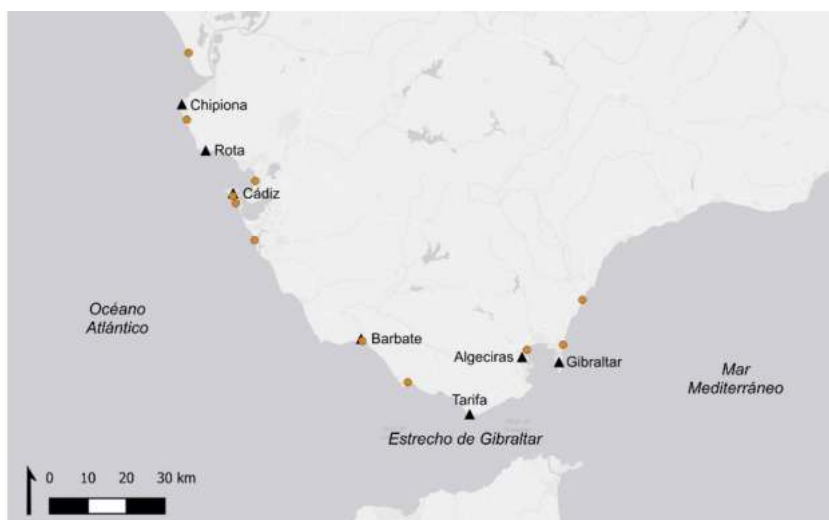 Chipiona
Rota
Cádiz
Océano
Atlántico
Barbate
Algeciras
Gibraltar
Mar
Mediterráneo
Tarifa
Estrecho de Gibraltar
0 10 20 30 km